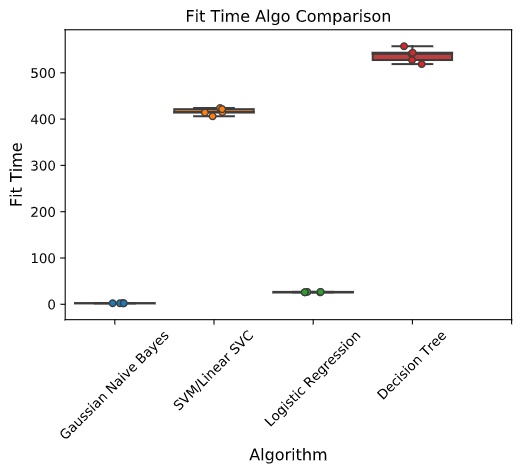 Fit Time Algo Comparison
Fit Time
500
400
300
200
100
0
Gaussian Naive Bayes
SVM/Linear SVC
Logistic Regression
Decision Tree
Algorithm